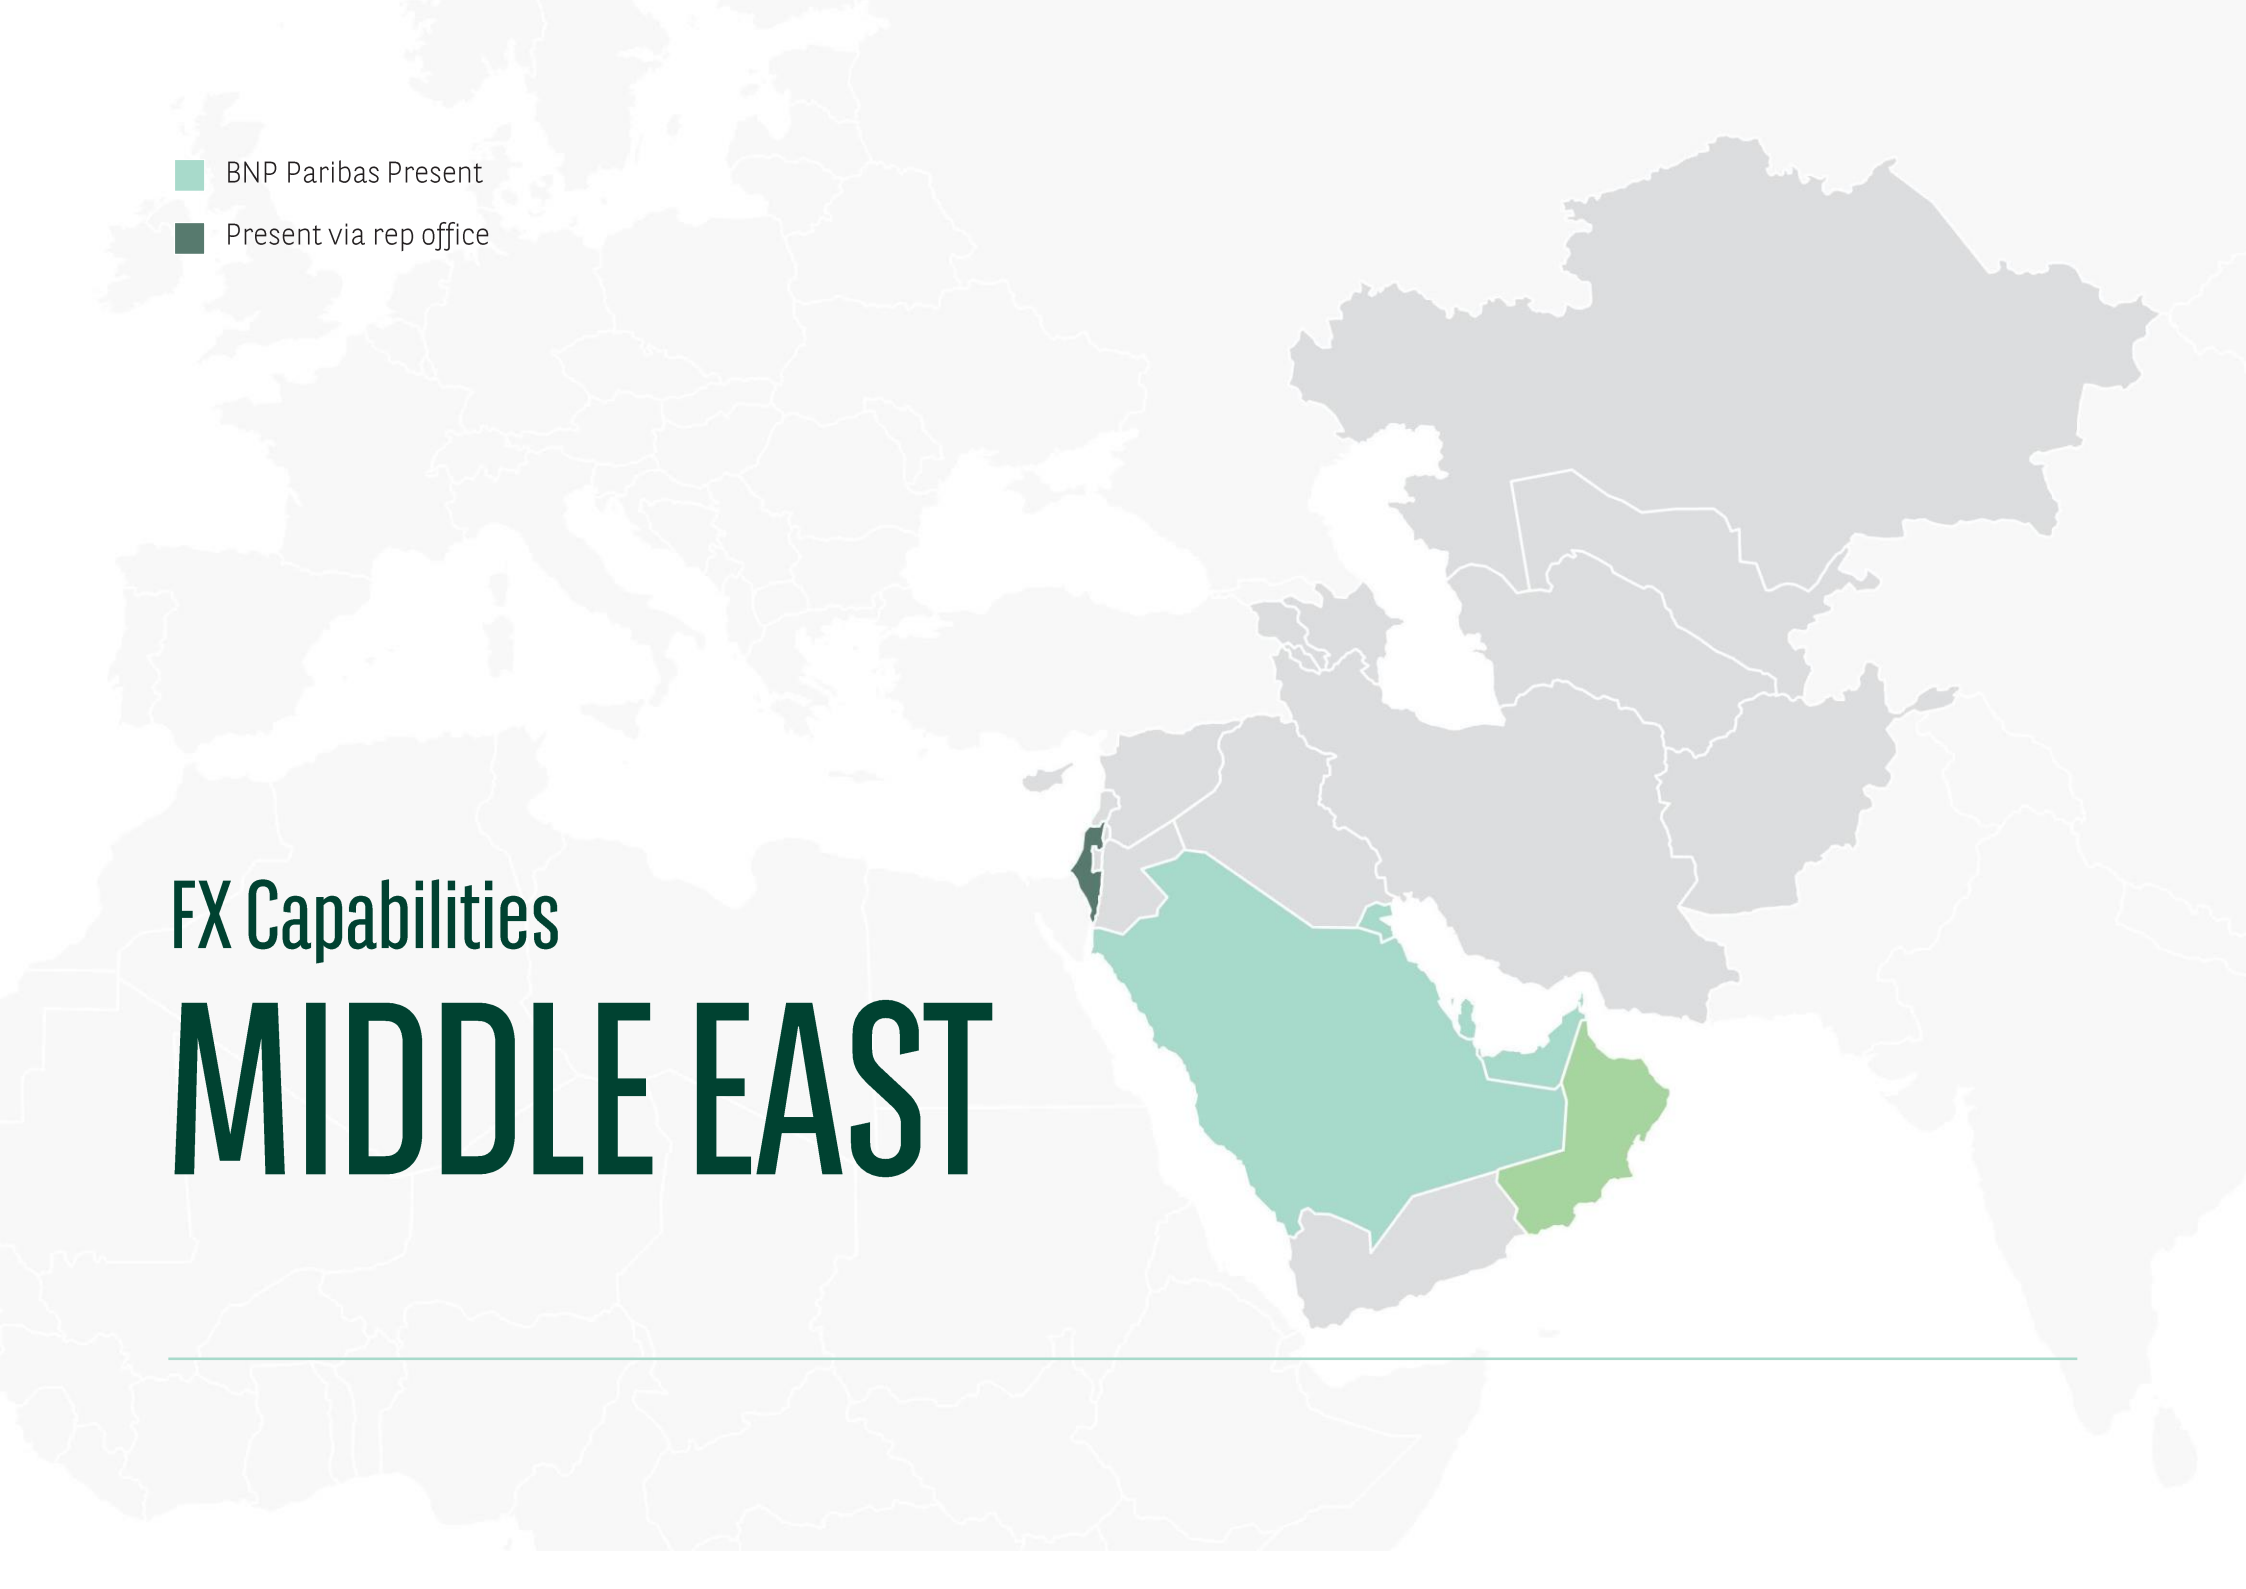 BNP Paribas Present
Present via rep office
FX Capabilities
MIDDLE EAST